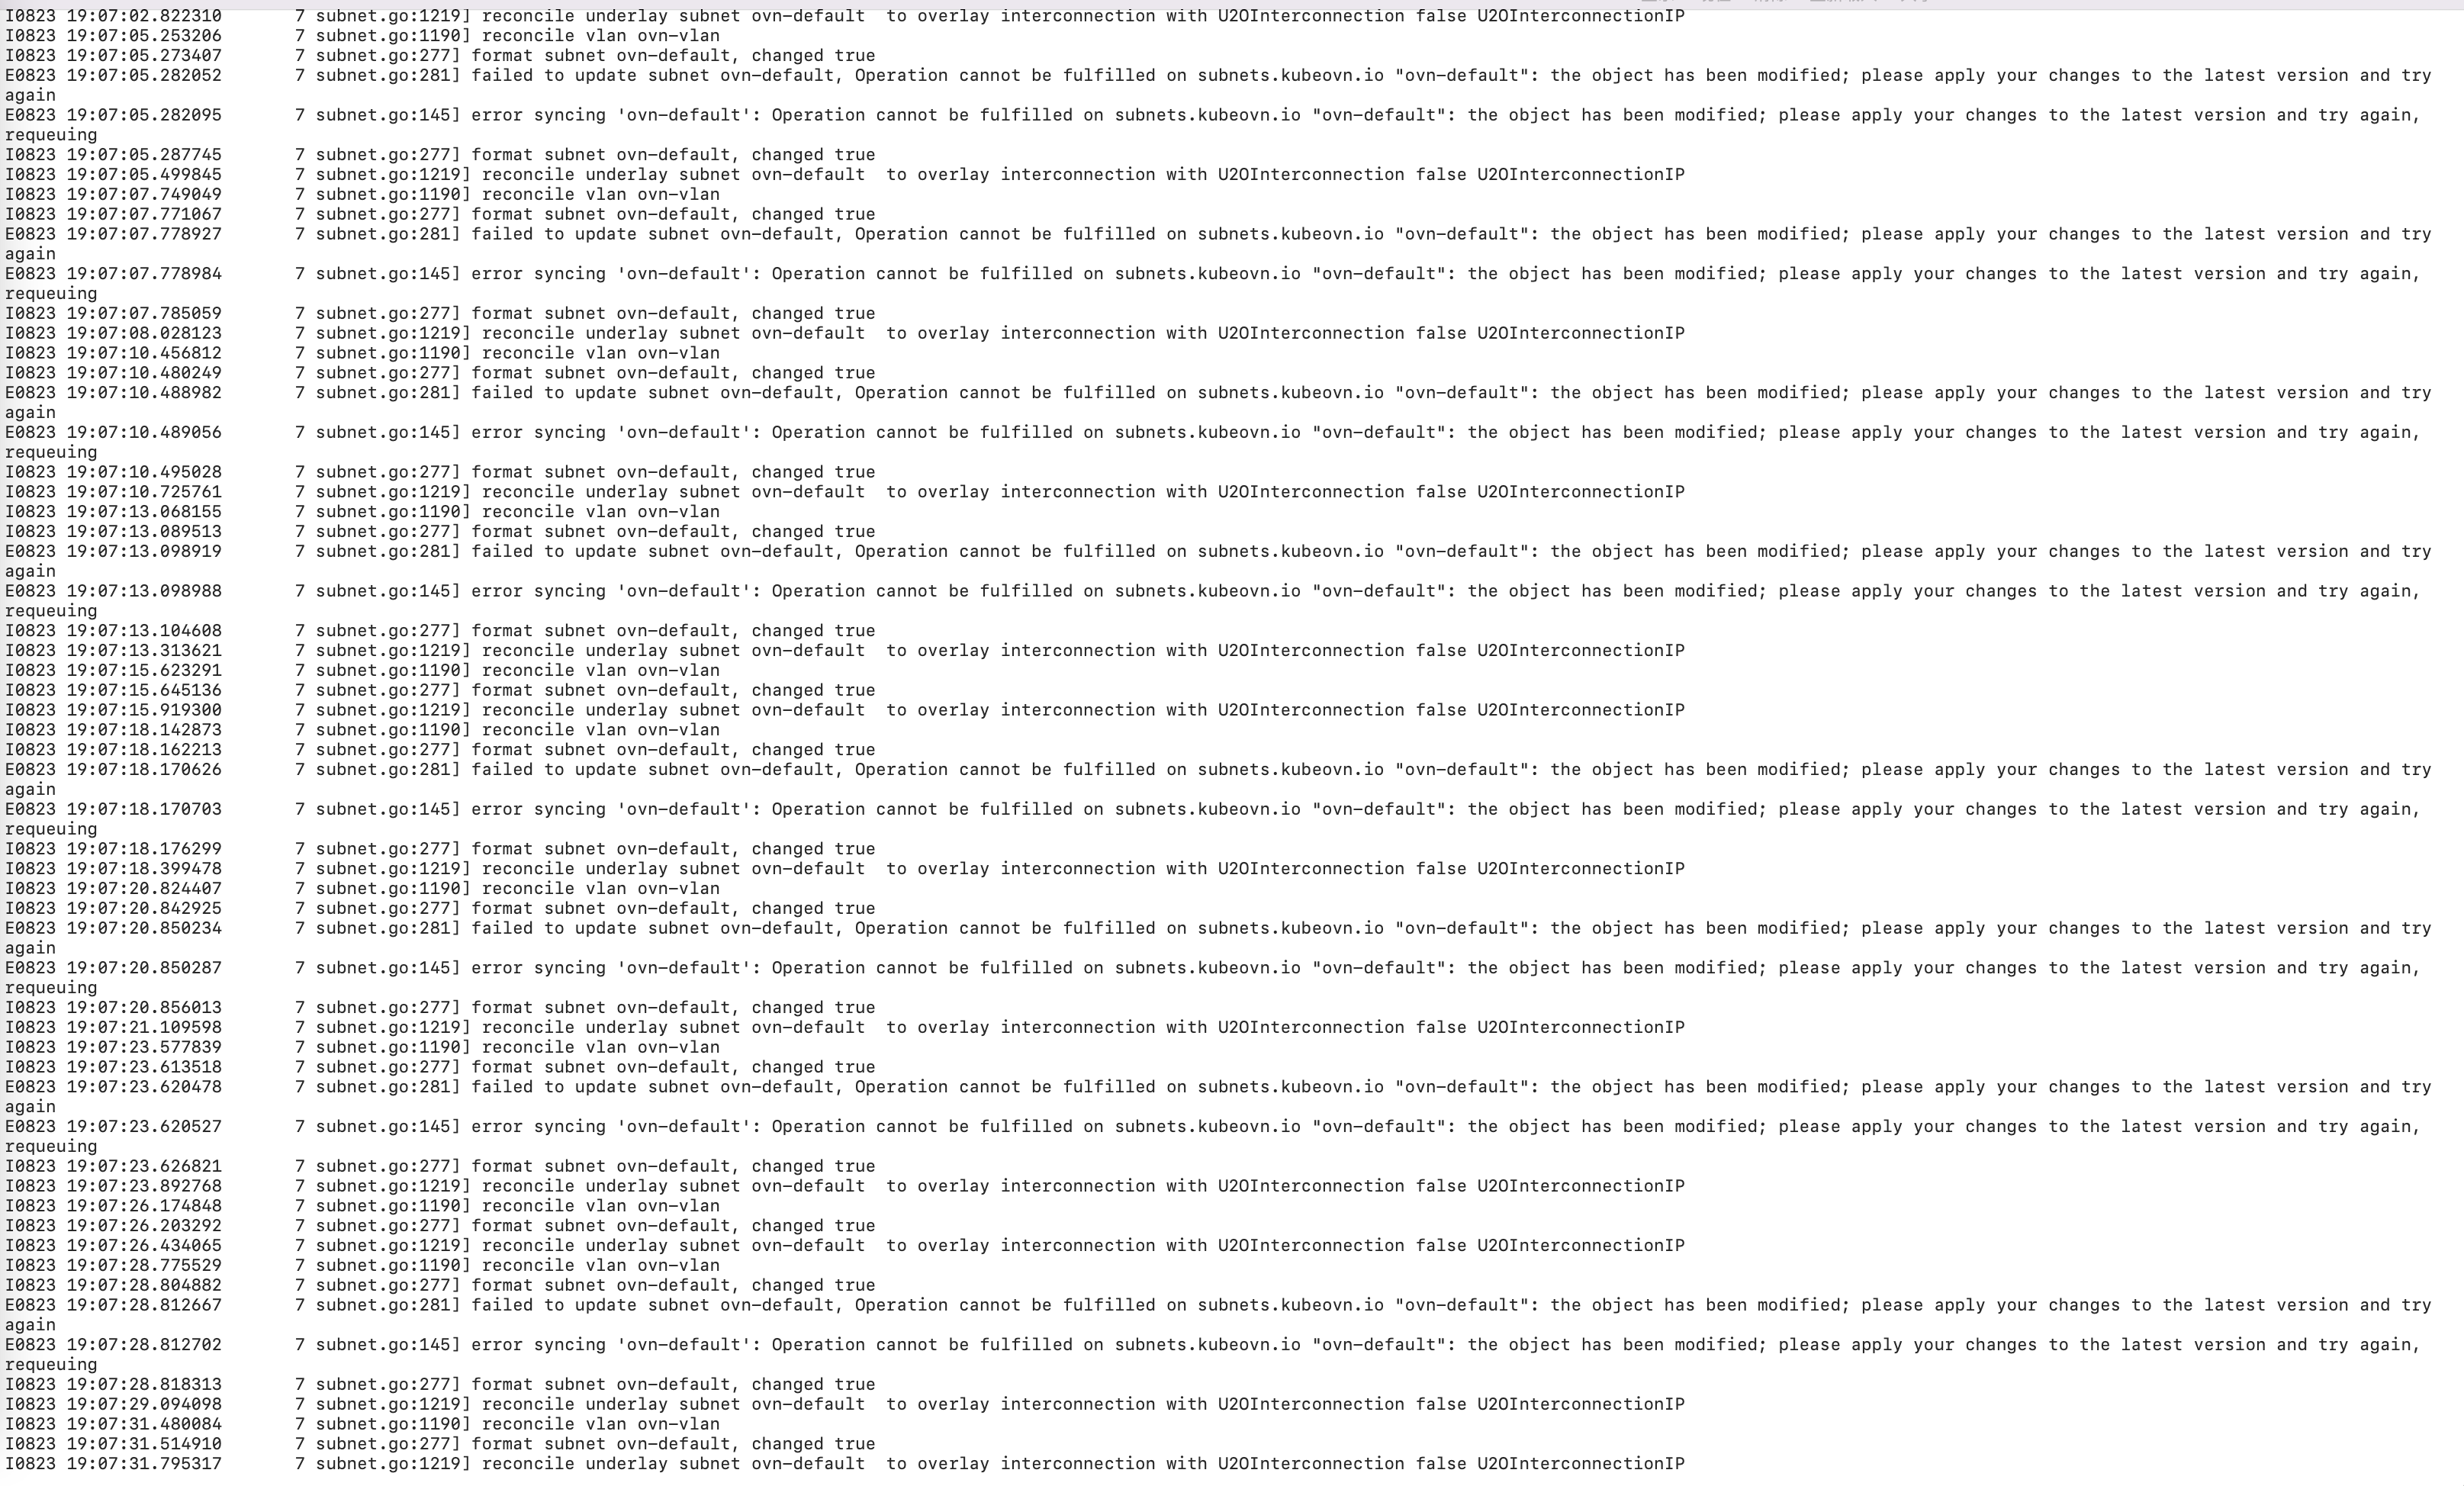 I0823 19:07:02.822310       7 subnet.go:1219] reconcile underlay subnet ovn-default  to overlay interconnection with U2OInterconnection false U2OInterconnectionIP
I0823 19:07:05.253206       7 subnet.go:1190] reconcile vlan ovn-vlan
I0823 19:07:05.273407       7 subnet.go:277] format subnet ovn-default, changed true
E0823 19:07:05.282052       7 subnet.go:281] failed to update subnet ovn-default, Operation cannot be fulfilled on subnets.kubeovn.io "ovn-default": the object has been modified; please apply your changes to the latest version and try
again
E0823 19:07:05.282095       7 subnet.go:145] error syncing 'ovn-default': Operation cannot be fulfilled on subnets.kubeovn.io "ovn-default": the object has been modified; please apply your changes to the latest version and try again,
requeuing
I0823 19:07:05.287745       7 subnet.go:277] format subnet ovn-default, changed true
I0823 19:07:05.499845       7 subnet.go:1219] reconcile underlay subnet ovn-default  to overlay interconnection with U2OInterconnection false U2OInterconnectionIP
I0823 19:07:07.749049       7 subnet.go:1190] reconcile vlan ovn-vlan
I0823 19:07:07.771067       7 subnet.go:277] format subnet ovn-default, changed true
E0823 19:07:07.778927       7 subnet.go:281] failed to update subnet ovn-default, Operation cannot be fulfilled on subnets.kubeovn.io "ovn-default": the object has been modified; please apply your changes to the latest version and try
again
E0823 19:07:07.778984       7 subnet.go:145] error syncing 'ovn-default': Operation cannot be fulfilled on subnets.kubeovn.io "ovn-default": the object has been modified; please apply your changes to the latest version and try again,
requeuing
I0823 19:07:07.785059       7 subnet.go:277] format subnet ovn-default, changed true
I0823 19:07:08.028123       7 subnet.go:1219] reconcile underlay subnet ovn-default  to overlay interconnection with U2OInterconnection false U2OInterconnectionIP
I0823 19:07:10.456812       7 subnet.go:1190] reconcile vlan ovn-vlan
I0823 19:07:10.480249       7 subnet.go:277] format subnet ovn-default, changed true
E0823 19:07:10.488982       7 subnet.go:281] failed to update subnet ovn-default, Operation cannot be fulfilled on subnets.kubeovn.io "ovn-default": the object has been modified; please apply your changes to the latest version and try
again
E0823 19:07:10.489056       7 subnet.go:145] error syncing 'ovn-default': Operation cannot be fulfilled on subnets.kubeovn.io "ovn-default": the object has been modified; please apply your changes to the latest version and try again,
requeuing
I0823 19:07:10.495028       7 subnet.go:277] format subnet ovn-default, changed true
I0823 19:07:10.725761       7 subnet.go:1219] reconcile underlay subnet ovn-default  to overlay interconnection with U2OInterconnection false U2OInterconnectionIP
I0823 19:07:13.068155       7 subnet.go:1190] reconcile vlan ovn-vlan
I0823 19:07:13.089513       7 subnet.go:277] format subnet ovn-default, changed true
E0823 19:07:13.098919       7 subnet.go:281] failed to update subnet ovn-default, Operation cannot be fulfilled on subnets.kubeovn.io "ovn-default": the object has been modified; please apply your changes to the latest version and try
again
E0823 19:07:13.098988       7 subnet.go:145] error syncing 'ovn-default': Operation cannot be fulfilled on subnets.kubeovn.io "ovn-default": the object has been modified; please apply your changes to the latest version and try again,
requeuing
I0823 19:07:13.104608       7 subnet.go:277] format subnet ovn-default, changed true
I0823 19:07:13.313621       7 subnet.go:1219] reconcile underlay subnet ovn-default  to overlay interconnection with U2OInterconnection false U2OInterconnectionIP
I0823 19:07:15.623291       7 subnet.go:1190] reconcile vlan ovn-vlan
I0823 19:07:15.645136       7 subnet.go:277] format subnet ovn-default, changed true
I0823 19:07:15.919300       7 subnet.go:1219] reconcile underlay subnet ovn-default  to overlay interconnection with U2OInterconnection false U2OInterconnectionIP
I0823 19:07:18.142873       7 subnet.go:1190] reconcile vlan ovn-vlan
I0823 19:07:18.162213       7 subnet.go:277] format subnet ovn-default, changed true
E0823 19:07:18.170626       7 subnet.go:281] failed to update subnet ovn-default, Operation cannot be fulfilled on subnets.kubeovn.io "ovn-default": the object has been modified; please apply your changes to the latest version and try
again
E0823 19:07:18.170703       7 subnet.go:145] error syncing 'ovn-default': Operation cannot be fulfilled on subnets.kubeovn.io "ovn-default": the object has been modified; please apply your changes to the latest version and try again,
requeuing
I0823 19:07:18.176299       7 subnet.go:277] format subnet ovn-default, changed true
I0823 19:07:18.399478       7 subnet.go:1219] reconcile underlay subnet ovn-default  to overlay interconnection with U2OInterconnection false U2OInterconnectionIP
I0823 19:07:20.824407       7 subnet.go:1190] reconcile vlan ovn-vlan
I0823 19:07:20.842925       7 subnet.go:277] format subnet ovn-default, changed true
E0823 19:07:20.850234       7 subnet.go:281] failed to update subnet ovn-default, Operation cannot be fulfilled on subnets.kubeovn.io "ovn-default": the object has been modified; please apply your changes to the latest version and try
again
E0823 19:07:20.850287       7 subnet.go:145] error syncing 'ovn-default': Operation cannot be fulfilled on subnets.kubeovn.io "ovn-default": the object has been modified; please apply your changes to the latest version and try again,
requeuing
I0823 19:07:20.856013       7 subnet.go:277] format subnet ovn-default, changed true
I0823 19:07:21.109598       7 subnet.go:1219] reconcile underlay subnet ovn-default  to overlay interconnection with U2OInterconnection false U2OInterconnectionIP
I0823 19:07:23.577839       7 subnet.go:1190] reconcile vlan ovn-vlan
I0823 19:07:23.613518       7 subnet.go:277] format subnet ovn-default, changed true
E0823 19:07:23.620478       7 subnet.go:281] failed to update subnet ovn-default, Operation cannot be fulfilled on subnets.kubeovn.io "ovn-default": the object has been modified; please apply your changes to the latest version and try
again
E0823 19:07:23.620527       7 subnet.go:145] error syncing 'ovn-default': Operation cannot be fulfilled on subnets.kubeovn.io "ovn-default": the object has been modified; please apply your changes to the latest version and try again,
requeuing
I0823 19:07:23.626821       7 subnet.go:277] format subnet ovn-default, changed true
I0823 19:07:23.892768       7 subnet.go:1219] reconcile underlay subnet ovn-default  to overlay interconnection with U2OInterconnection false U2OInterconnectionIP
I0823 19:07:26.174848       7 subnet.go:1190] reconcile vlan ovn-vlan
I0823 19:07:26.203292       7 subnet.go:277] format subnet ovn-default, changed true
I0823 19:07:26.434065       7 subnet.go:1219] reconcile underlay subnet ovn-default  to overlay interconnection with U2OInterconnection false U2OInterconnectionIP
I0823 19:07:28.775529       7 subnet.go:1190] reconcile vlan ovn-vlan
I0823 19:07:28.804882       7 subnet.go:277] format subnet ovn-default, changed true
E0823 19:07:28.812667       7 subnet.go:281] failed to update subnet ovn-default, Operation cannot be fulfilled on subnets.kubeovn.io "ovn-default": the object has been modified; please apply your changes to the latest version and try
again
E0823 19:07:28.812702       7 subnet.go:145] error syncing 'ovn-default': Operation cannot be fulfilled on subnets.kubeovn.io "ovn-default": the object has been modified; please apply your changes to the latest version and try again,
requeuing
I0823 19:07:28.818313       7 subnet.go:277] format subnet ovn-default, changed true
I0823 19:07:29.094098       7 subnet.go:1219] reconcile underlay subnet ovn-default  to overlay interconnection with U2OInterconnection false U2OInterconnectionIP
I0823 19:07:31.480084       7 subnet.go:1190] reconcile vlan ovn-vlan
I0823 19:07:31.514910       7 subnet.go:277] format subnet ovn-default, changed true
I0823 19:07:31.795317       7 subnet.go:1219] reconcile underlay subnet ovn-default  to overlay interconnection with U2OInterconnection false U2OInterconnectionIP